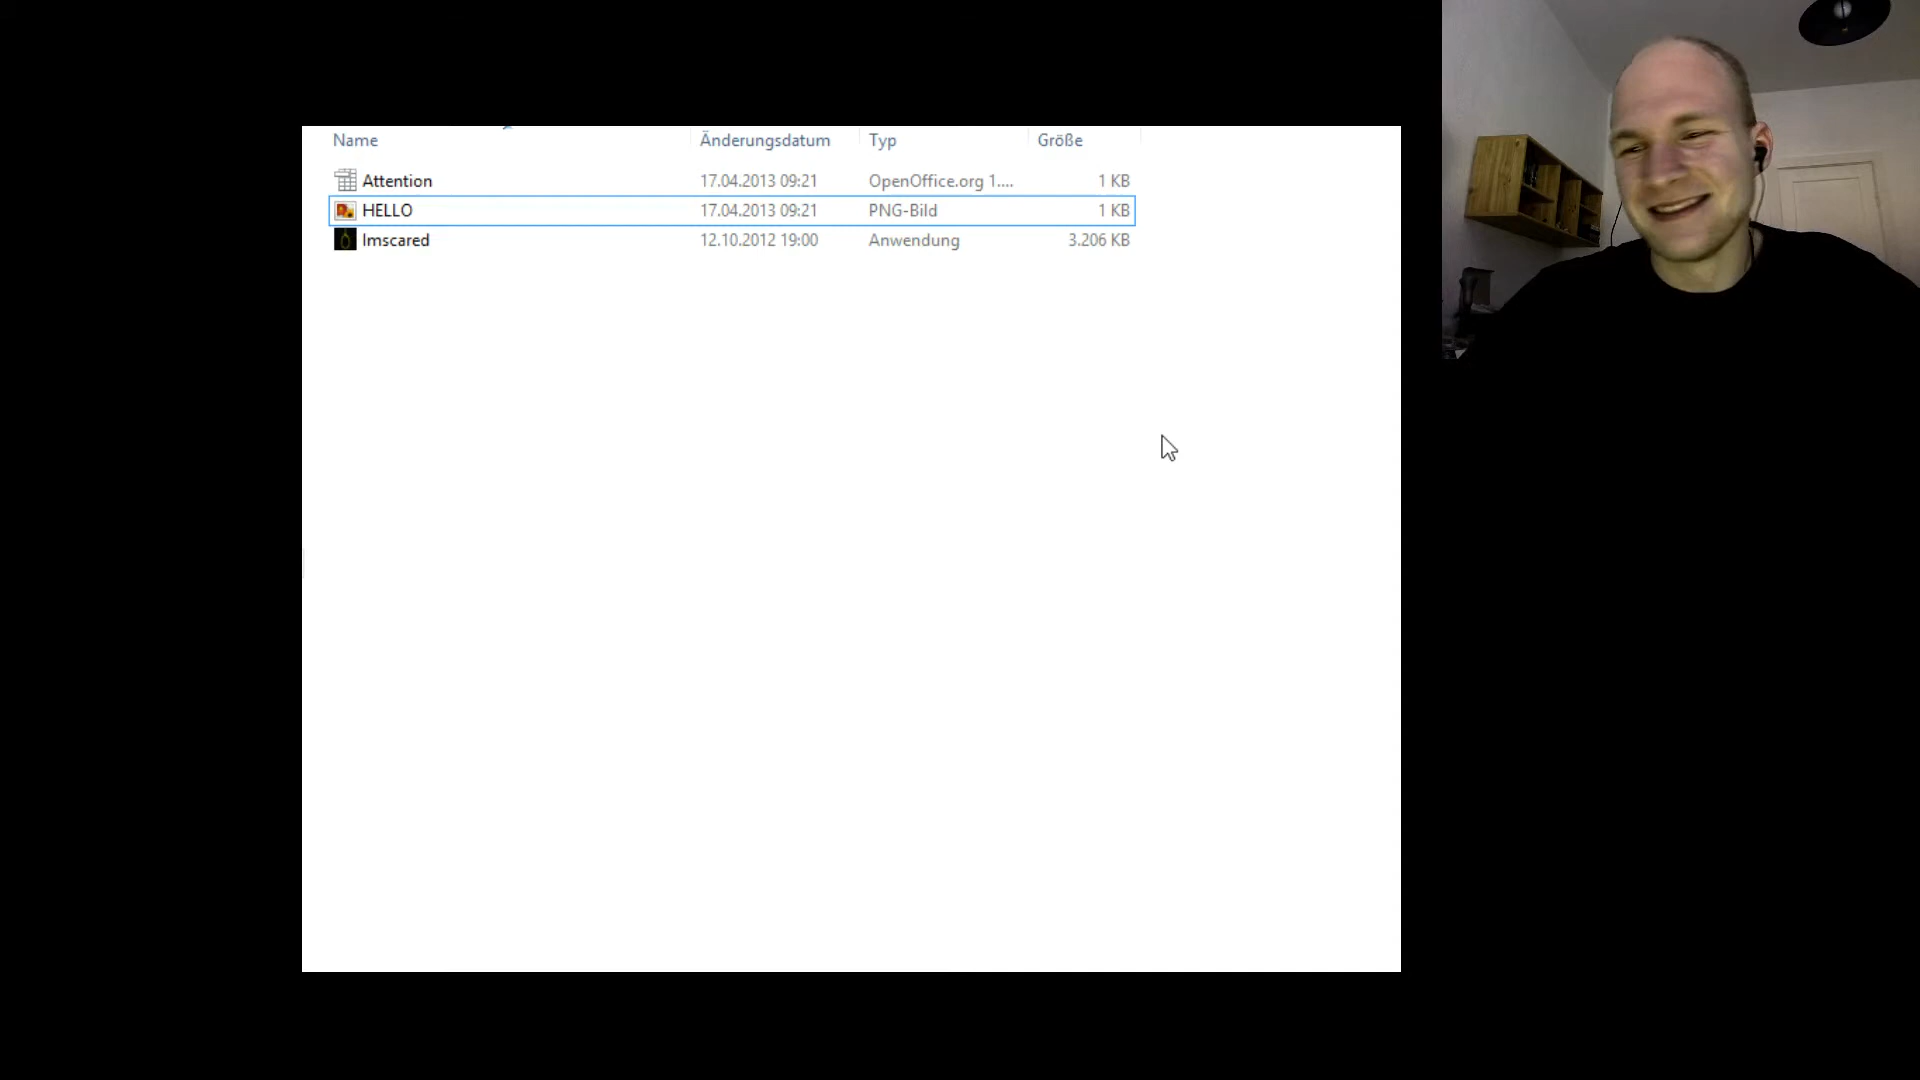 Name Änderungsdatum Typ Größe
Attention 17.04.2013 09:21 OpenOffice.org 1.... 1 KB
HELLO 17.04.2013 09:21 PNG-Bild 1 KB
Imscared 12.10.2012 19:00 Anwendung 3.206 KB